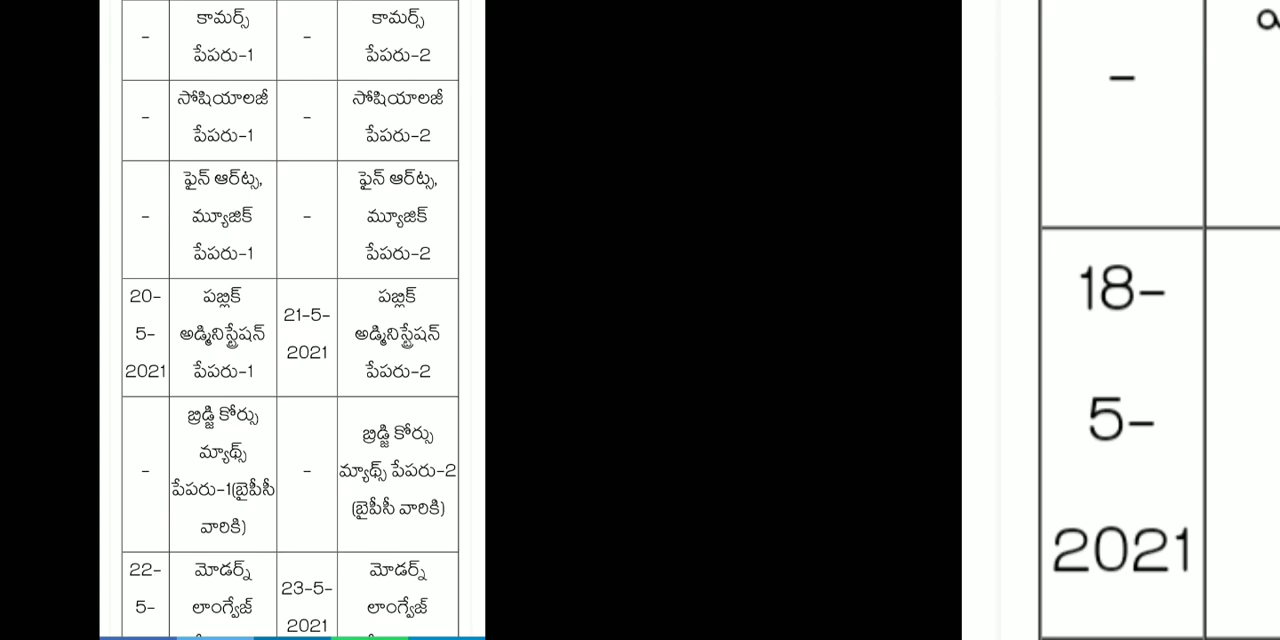 కామర్స్ కామర్స్
- -
పేపరు-1 పేపరు-2
సోషియాలజీ సోషియాలజీ
- -
పేపరు-1 పేపరు-2
ఫైన్ ఆర్ట్స, ఫైన్ ఆర్ట్స,
- మ్యూజిక్ - మ్యూజిక్
పేపరు-1 పేపరు-2
20- పబ్లిక్ పబ్లిక్
21-5-
5- అడ్మినిస్ట్రేషన్ అడ్మినిస్ట్రేషన్
2021
2021 పేపరు-1 పేపరు-2
బ్రిడ్జి కోర్సు
బ్రిడ్జి కోర్సు
మ్యాథ్స్
- - మ్యాథ్స్ పేపరు-2
పేపరు-1(బైపీసీ
(బైపీసీ వారికి)
వారికి)
22- మోడర్న్ మోడర్న్
23-5-
5- లాంగ్వేజ్ లాంగ్వేజ్
2021
-
18-
5-
2021